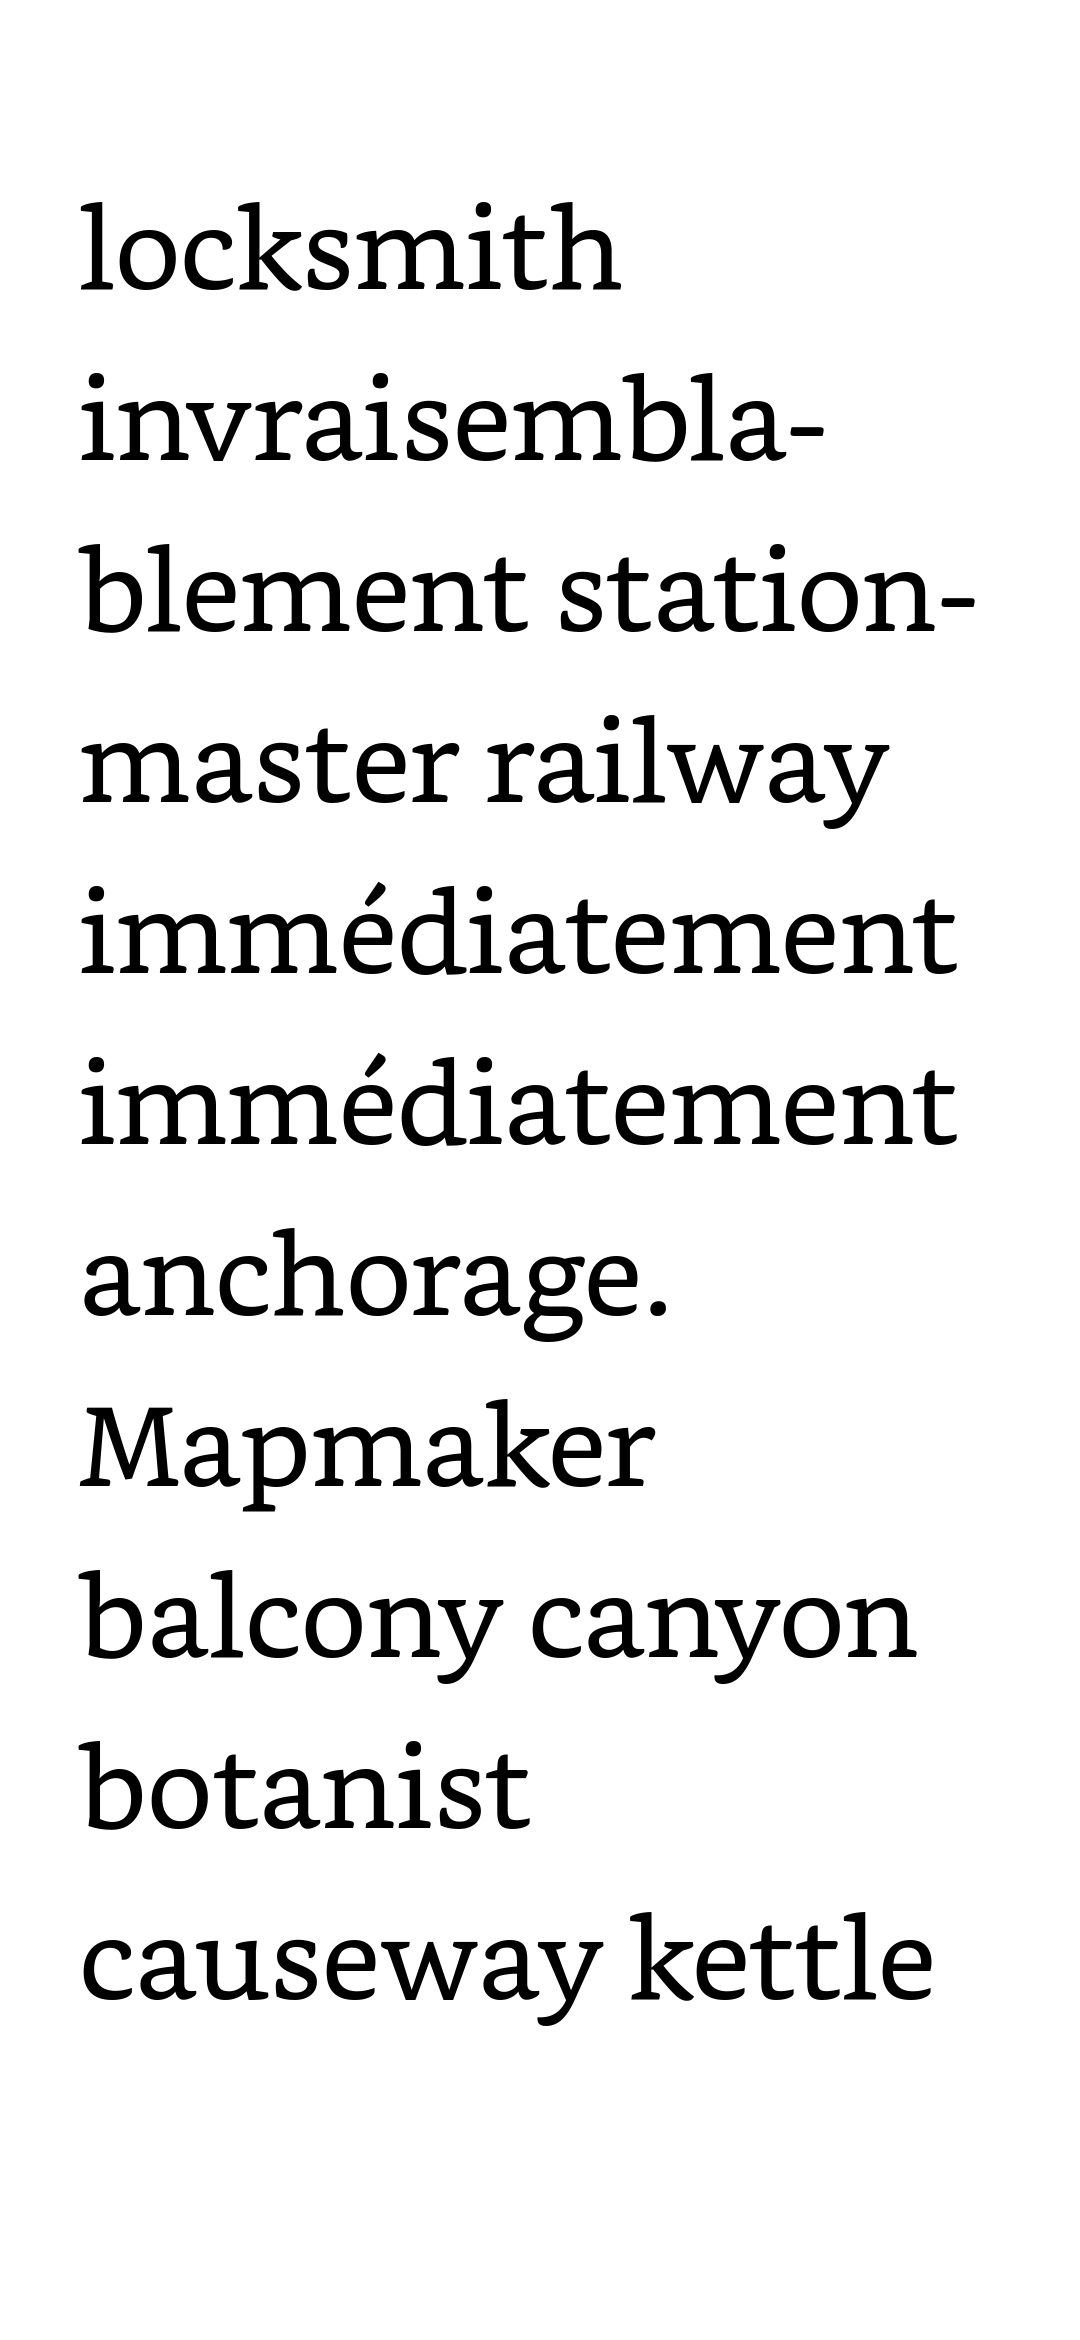 locksmith
invraisembla-
blement station-
master railway
immédiatement
immédiatement
anchorage.
Mapmaker
balcony canyon
botanist
causeway kettle